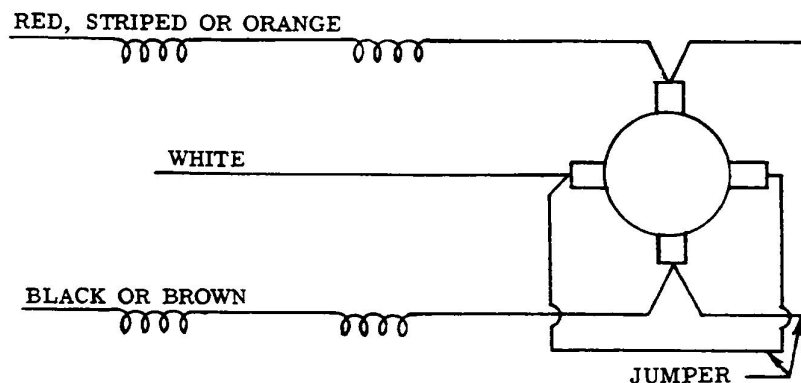 RED, STRIPED OR ORANGE
WHITE
BLACK OR BROWN
JUMPER